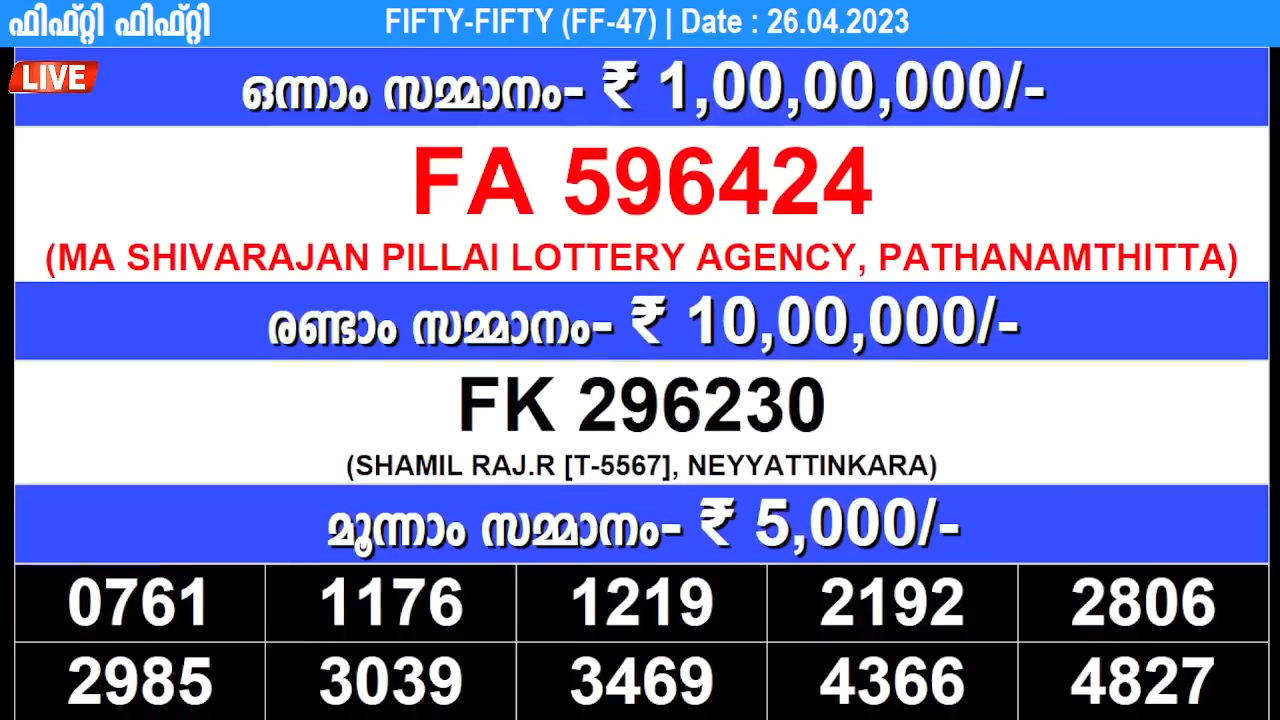 ഫിഫ്റ്റി ഫിഫ്റ്റി FIFTY-FIFTY (FF-47) | Date : 26.04.2023
LIVE
ഒന്നാം സമ്മാനം- ₹ 1,00,00,000/-
FA 596424
(MA SHIVARAJAN PILLAI LOTTERY AGENCY, PATHANAMTHITTA)
രണ്ടാം സമ്മാനം- ₹ 10,00,000/-
FK 296230
(SHAMIL RAJ.R [T-5567], NEYYATTINKARA)
മൂന്നാം സമ്മാനം- ₹ 5,000/-
0761 1176 1219 2192 2806
2985 3039 3469 4366 4827